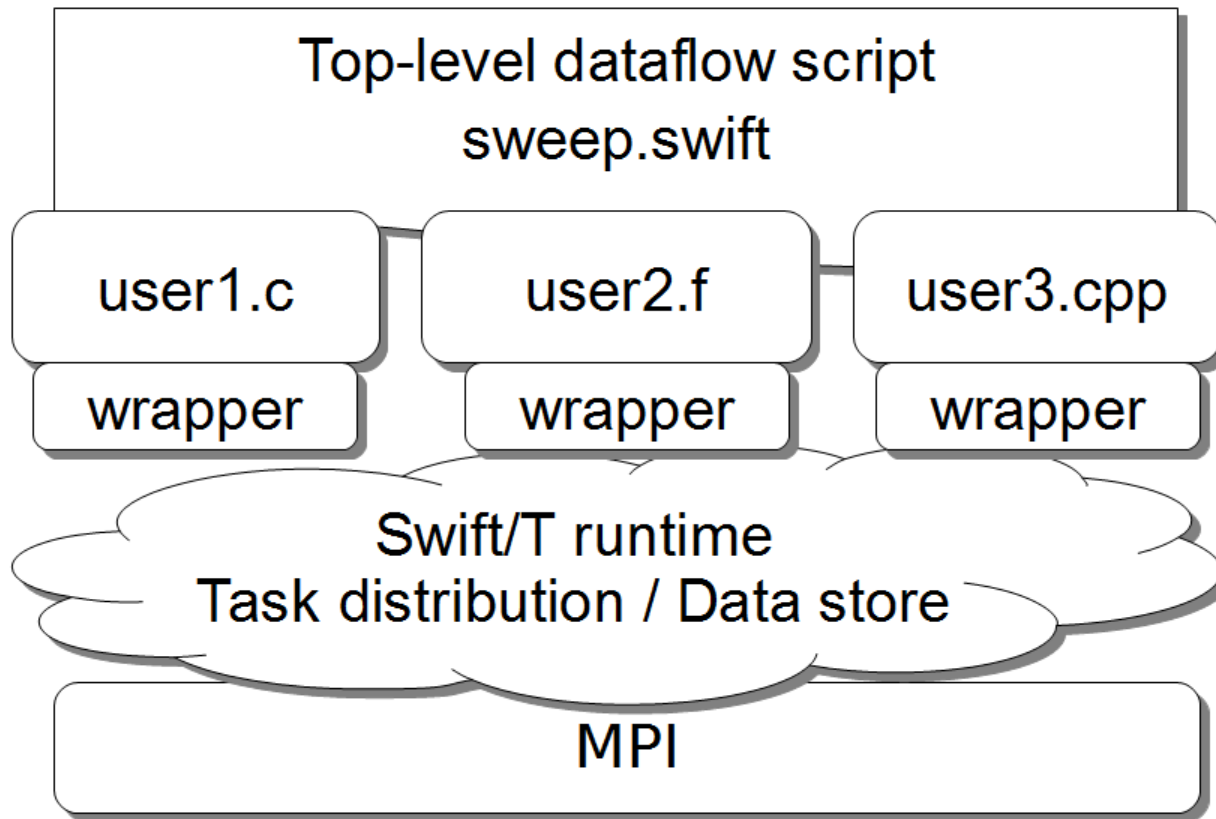 Top-level dataflow script
sweep.swift
user1.c
user2.f
user3.cpp
wrapper
wrapper
wrapper
Swift/T runtime
Task distribution / Data store
MPI